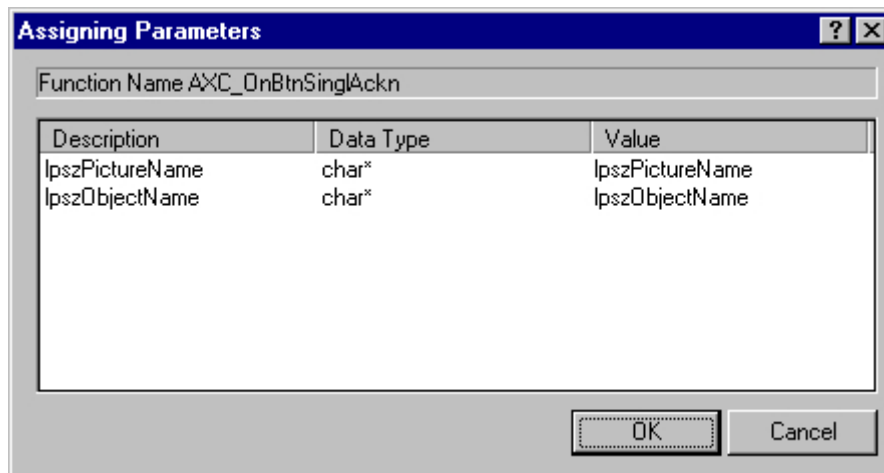 Assigning Parameters
Function Name AXC_OnBtnSinglAckn
Description Data Type Value
lpszPictureName char* lpszPictureName
lpszObjectName char* lpszObjectName
OK Cancel